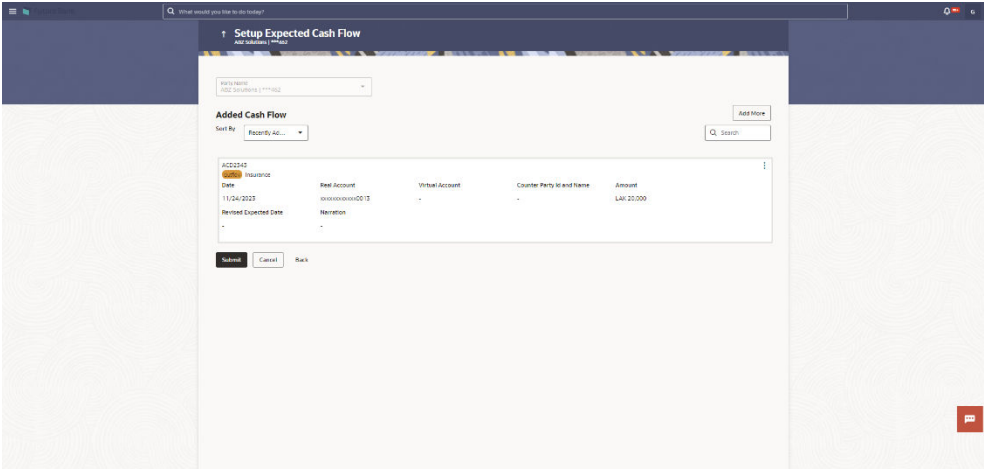 What would you like to do today?
G
↑ Setup Expected Cash Flow
ABZ Solutions | ***462
Party Name
ABZ Solutions | ***462
Added Cash Flow
Add More
Sort By
Recently Ad...
Search
ACD2343
Outflow Insurance
Date Real Account Virtual Account Counter Party Id and Name Amount
11/24/2025 xxxxxxxxxxxx0013 - - LAK 20,000
Revised Expected Date Narration
- -
Submit Cancel Back